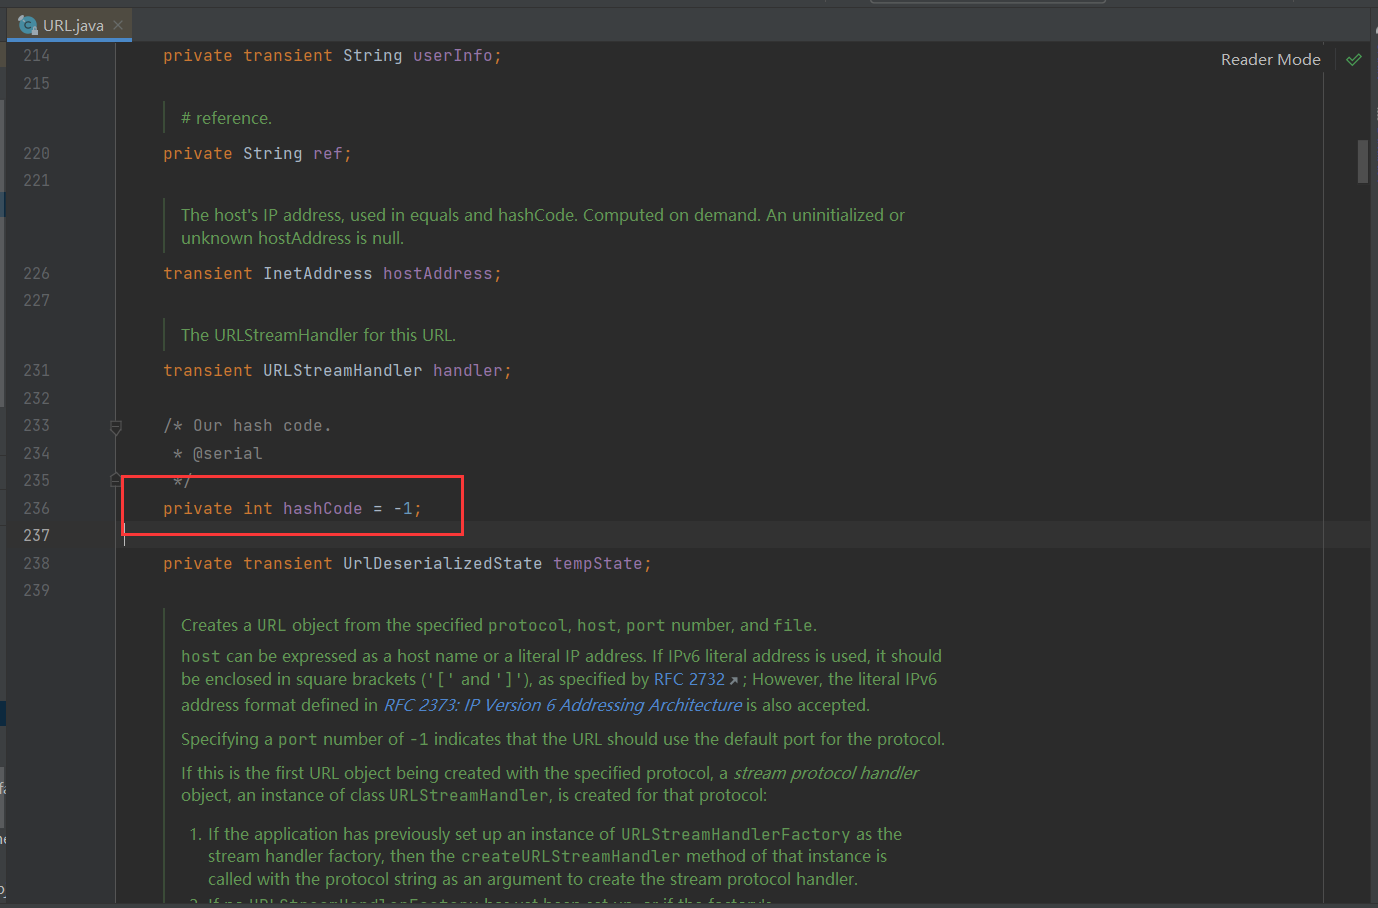 URL.java
Reader Mode
214 private transient String userInfo;
215
# reference.
220 private String ref;
221
The host's IP address, used in equals and hashCode. Computed on demand. An uninitialized or
unknown hostAddress is null.
226 transient InetAddress hostAddress;
227
The URLStreamHandler for this URL.
231 transient URLStreamHandler handler;
232
233 /* Our hash code.
234 * @serial
235 */
236 private int hashCode = -1;
237
238 private transient UrlDeserializedState tempState;
239
Creates a URL object from the specified protocol, host, port number, and file.
host can be expressed as a host name or a literal IP address. If IPv6 literal address is used, it should
be enclosed in square brackets ('[' and ']'), as specified by RFC 2732 ; However, the literal IPv6
address format defined in RFC 2373: IP Version 6 Addressing Architecture is also accepted.
Specifying a port number of -1 indicates that the URL should use the default port for the protocol.
If this is the first URL object being created with the specified protocol, a stream protocol handler
object, an instance of class URLStreamHandler, is created for that protocol:
1. If the application has previously set up an instance of URLStreamHandlerFactory as the
stream handler factory, then the createURLStreamHandler method of that instance is
called with the protocol string as an argument to create the stream protocol handler.